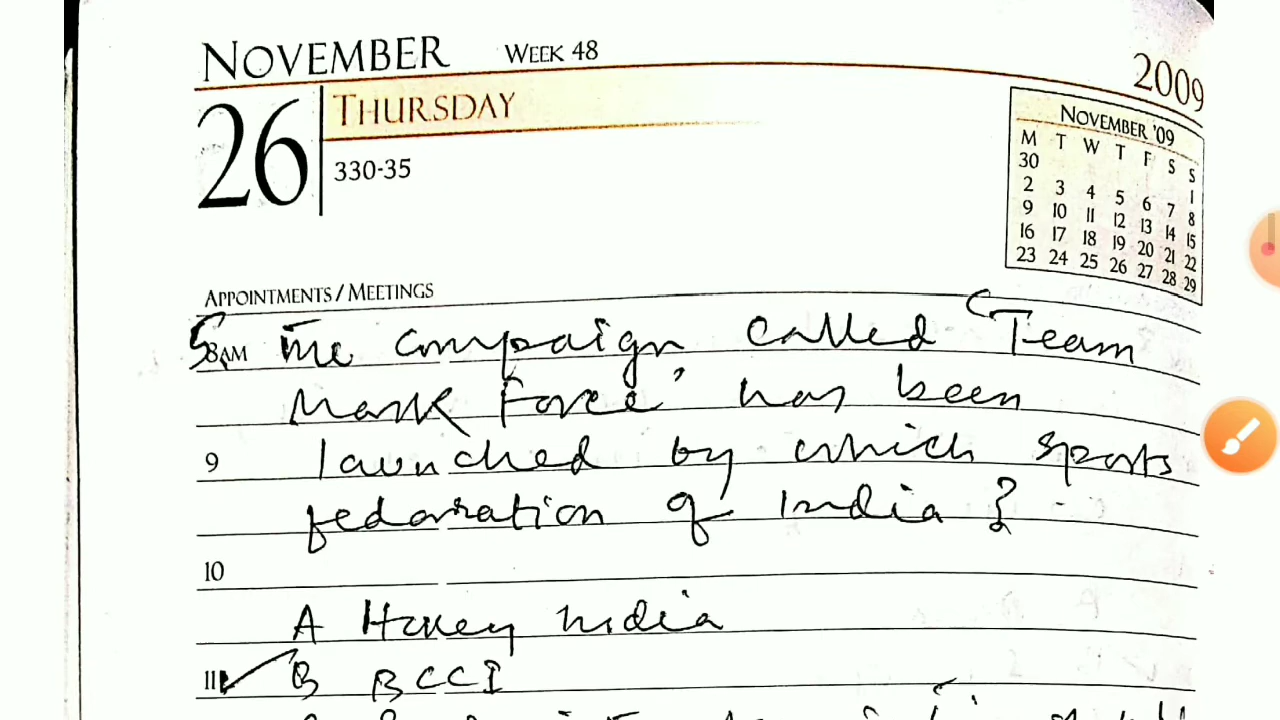 NOVEMBER WEEK 48 2009
26 THURSDAY
330-35
NOVEMBER '09
M T W T F S S
30 1
2 3 4 5 6 7 8
9 10 11 12 13 14 15
16 17 18 19 20 21 22
23 24 25 26 27 28 29
APPOINTMENTS / MEETINGS
5 8AM The campaign called 'Team
Mask Force' has been
9 launched by which sports
fedaration of India ?
10
A Hockey India
11 B BCCI